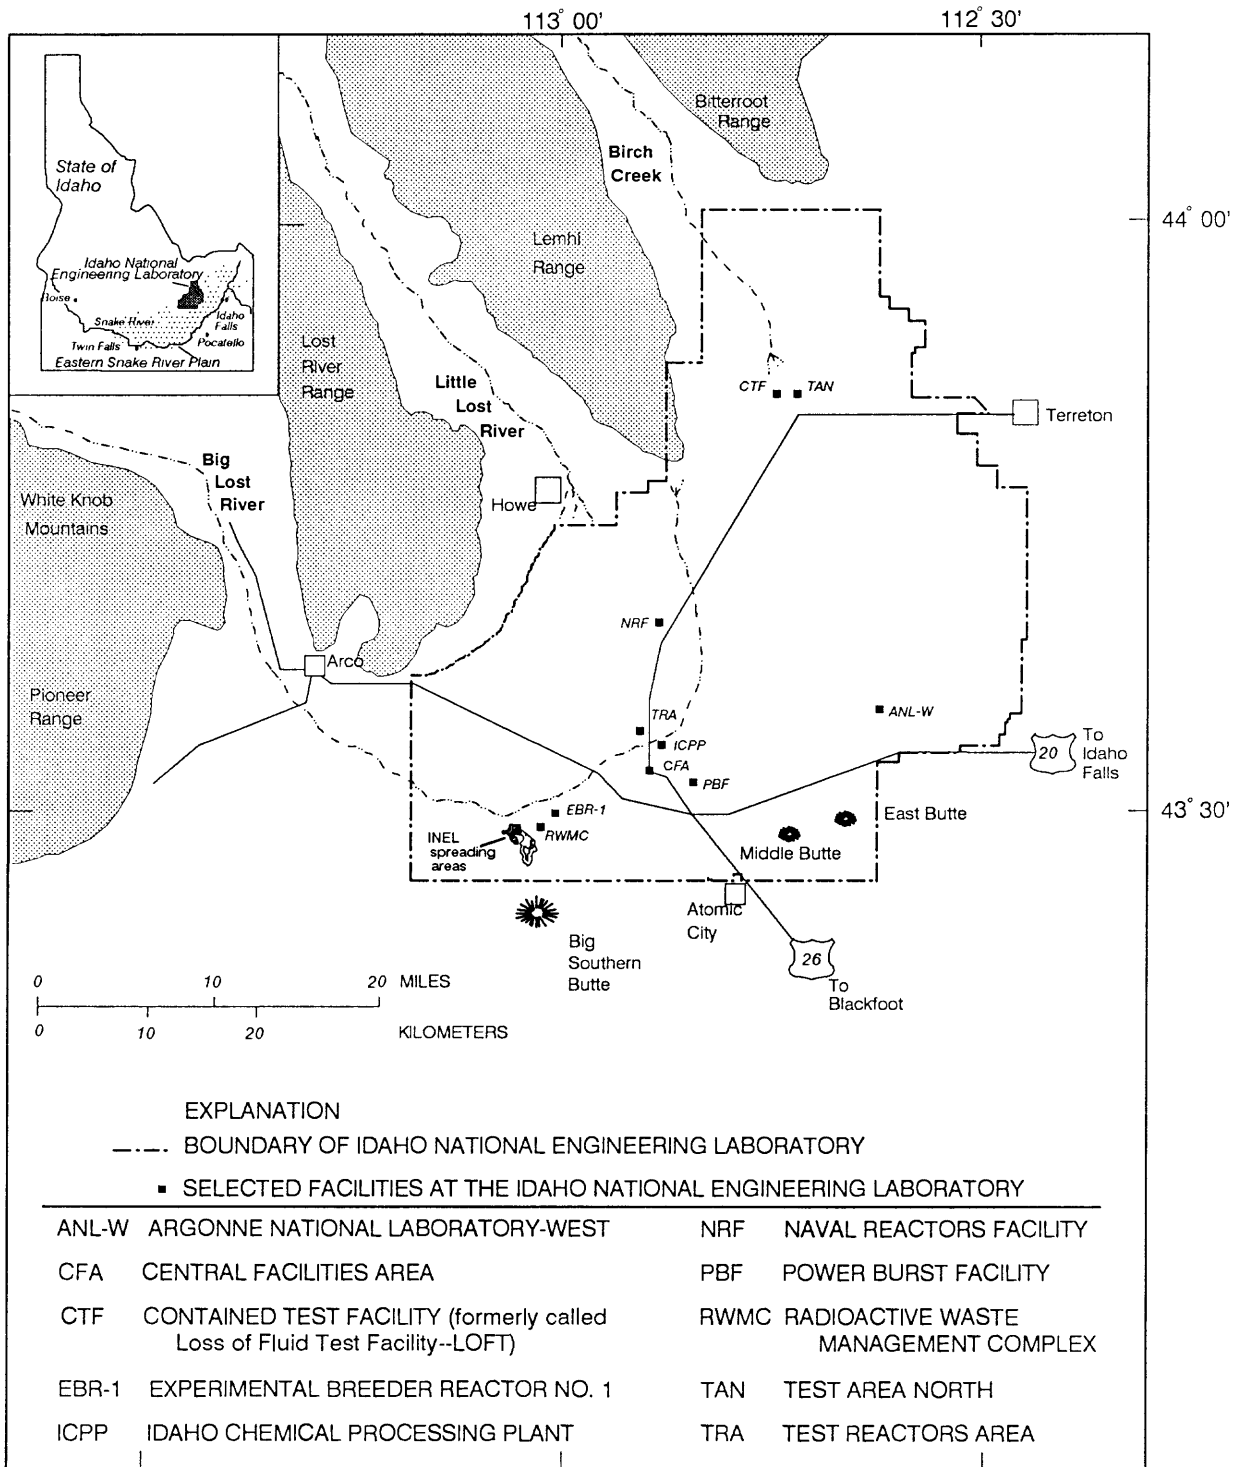 113° 00'
112° 30'
State of
Idaho
Idaho National
Engineering Laboratory
Boise
Snake River
Idaho
Falls
Twin Falls
Pocatello
Eastern Snake River Plain
Bitterroot
Range
Birch
Creek
44° 00'
Lemhl
Range
Lost
River
Range
Little
Lost
River
CTF
TAN
Terreton
Big
Lost
River
White Knob
Mountains
Howe
NRF
Arco
Pioneer
Range
TRA
ANL-W
ICPP
CFA
PBF
20
To
Idaho
Falls
43° 30'
EBR-1
RWMC
INEL
spreading
areas
East Butte
Middle Butte
Atomic
City
Big
Southern
Butte
26
To
Blackfoot
0 10 20 MILES
0 10 20 KILOMETERS
EXPLANATION
BOUNDARY OF IDAHO NATIONAL ENGINEERING LABORATORY
SELECTED FACILITIES AT THE IDAHO NATIONAL ENGINEERING LABORATORY
ANL-W ARGONNE NATIONAL LABORATORY-WEST
CFA CENTRAL FACILITIES AREA
CTF CONTAINED TEST FACILITY (formerly called
Loss of Fluid Test Facility--LOFT)
EBR-1 EXPERIMENTAL BREEDER REACTOR NO. 1
ICPP IDAHO CHEMICAL PROCESSING PLANT
NRF NAVAL REACTORS FACILITY
PBF POWER BURST FACILITY
RWMC RADIOACTIVE WASTE
MANAGEMENT COMPLEX
TAN TEST AREA NORTH
TRA TEST REACTORS AREA